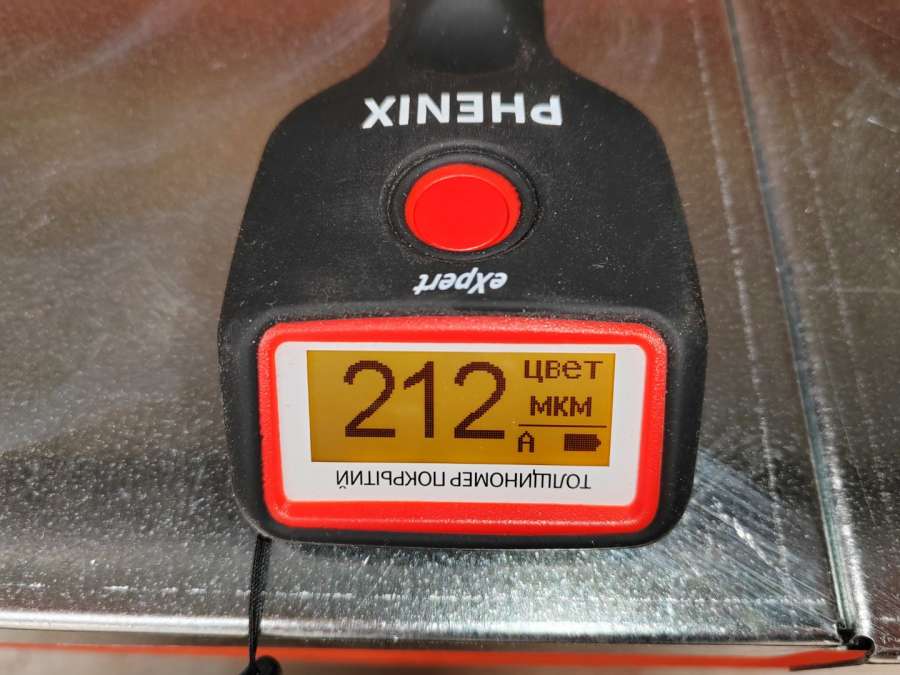 PHENIX
eXpert
212
цвет
мкм
A
ТОЛЩИНОМЕР ПОКРЫТИЙ